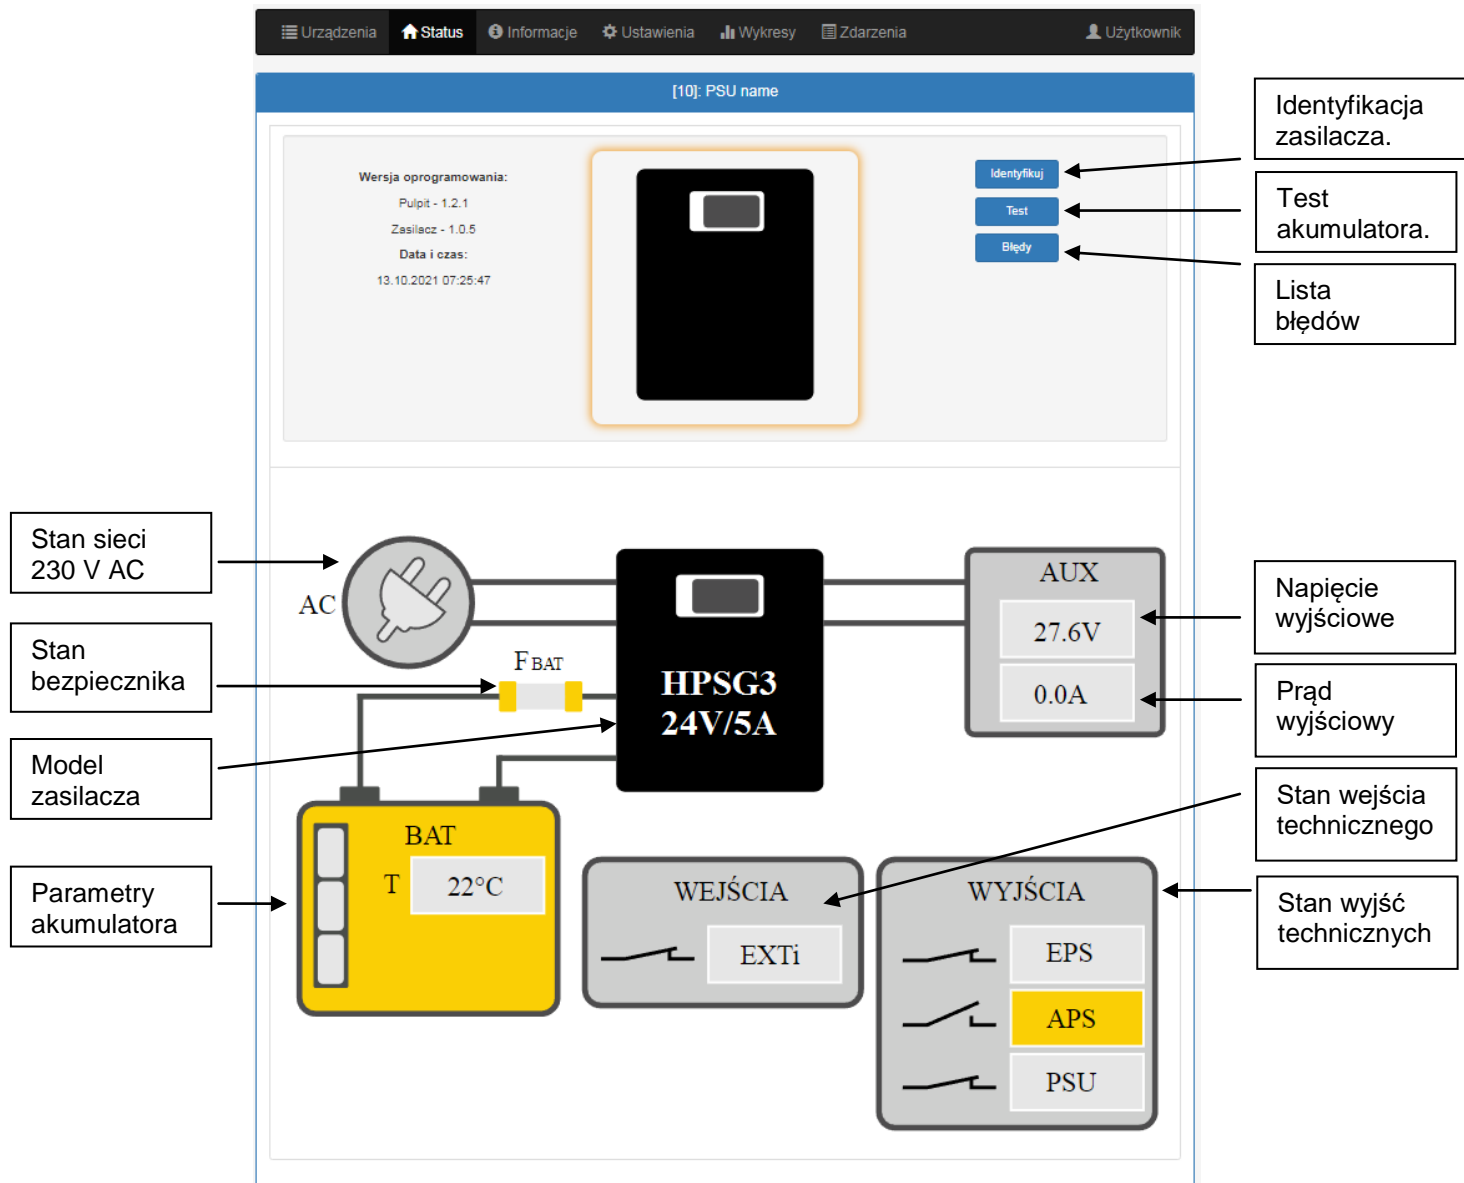 Urządzenia Status Informacje Ustawienia Wykresy Zdarzenia Użytkownik
[10]: PSU name
Wersja oprogramowania:
Pulpit - 1.2.1
Zasilacz - 1.0.5
Data i czas:
13.10.2021 07:25:47
Identyfikuj
Test
Błędy
Identyfikacja
zasilacza.
Test
akumulatora.
Lista
błędów
Stan sieci
230 V AC
Stan
bezpiecznika
Model
zasilacza
Parametry
akumulatora
AC
FBAT
HPSG3
24V/5A
AUX
27.6V
0.0A
BAT
T 22°C
WEJŚCIA
EXTi
WYJŚCIA
EPS
APS
PSU
Napięcie
wyjściowe
Prąd
wyjściowy
Stan wejścia
technicznego
Stan wyjść
technicznych